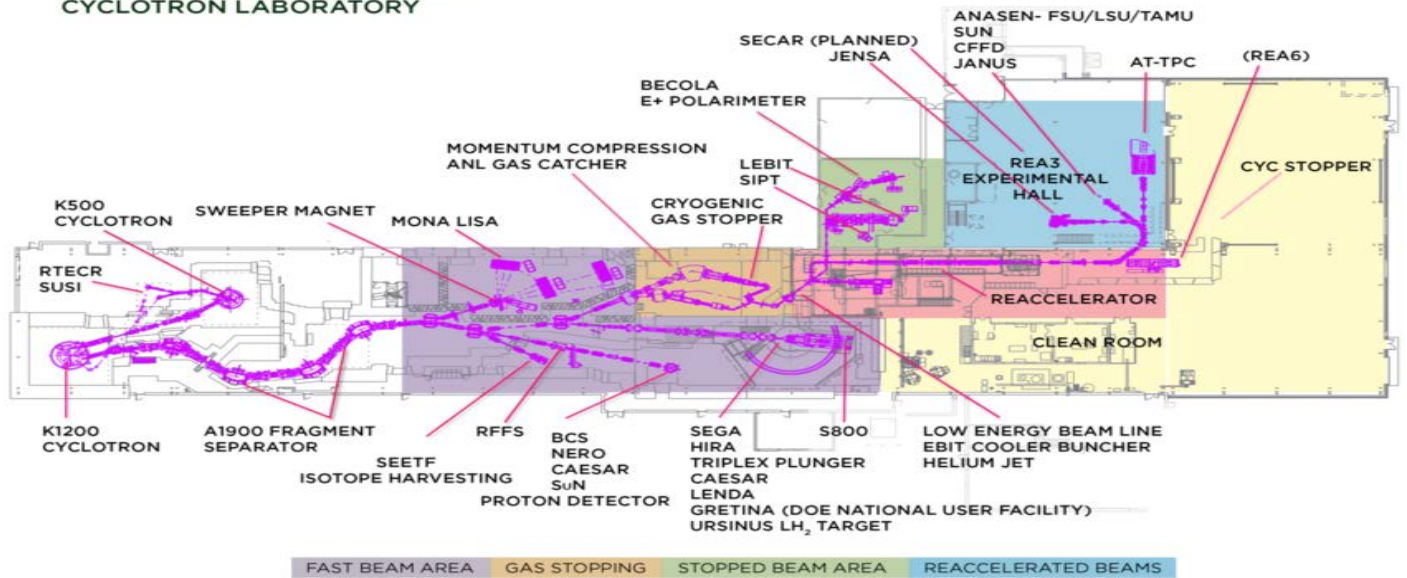 CYCLOTRON LABORATORY
ANASEN- FSU/LSU/TAMU
SUN
CFFD
JANUS
SECAR (PLANNED)
JENSA
AT-TPC
(REA6)
BECOLA
E+ POLARIMETER
MOMENTUM COMPRESSION
ANL GAS CATCHER
LEBIT
SIPT
REA3
EXPERIMENTAL
HALL
CYC STOPPER
K500
CYCLOTRON
SWEEPER MAGNET
MONA LISA
CRYOGENIC
GAS STOPPER
RTECR
SUSI
REACCELERATOR
CLEAN ROOM
K1200
CYCLOTRON
A1900 FRAGMENT
SEPARATOR
SEETF
ISOTOPE HARVESTING
RFFS
BCS
NERO
CAESAR
SuN
PROTON DETECTOR
SEGA
HIRA
TRIPLEX PLUNGER
CAESAR
LENDA
GRETINA (DOE NATIONAL USER FACILITY)
URSINUS LH₂ TARGET
S800
LOW ENERGY BEAM LINE
EBIT COOLER BUNCHER
HELIUM JET
FAST BEAM AREA
GAS STOPPING
STOPPED BEAM AREA
REACCELERATED BEAMS